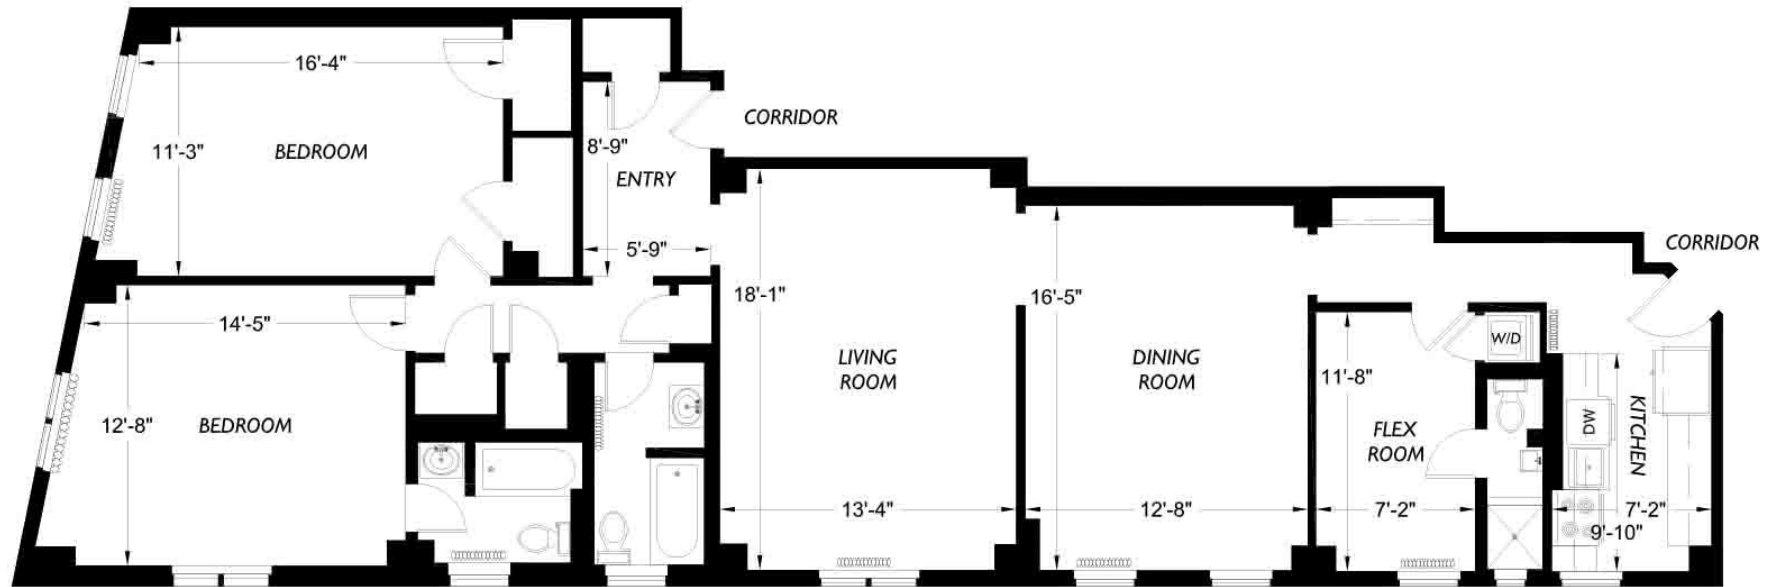 16'-4"
11'-3"
BEDROOM
8'-9"
ENTRY
5'-9"
CORRIDOR
14'-5"
12'-8"
BEDROOM
18'-1"
LIVING
ROOM
13'-4"
16'-5"
DINING
ROOM
12'-8"
11'-8"
FLEX
ROOM
7'-2"
W/D
CORRIDOR
DW
KITCHEN
7'-2"
9'-10"